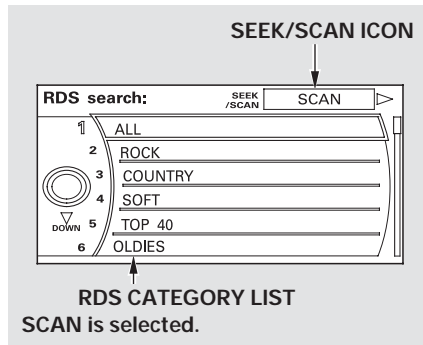 SEEK/SCAN ICON
RDS search:
SEEK
/SCAN
SCAN
1 ALL
2 ROCK
3 COUNTRY
4 SOFT
DOWN
5 TOP 40
6 OLDIES
RDS CATEGORY LIST
SCAN is selected.